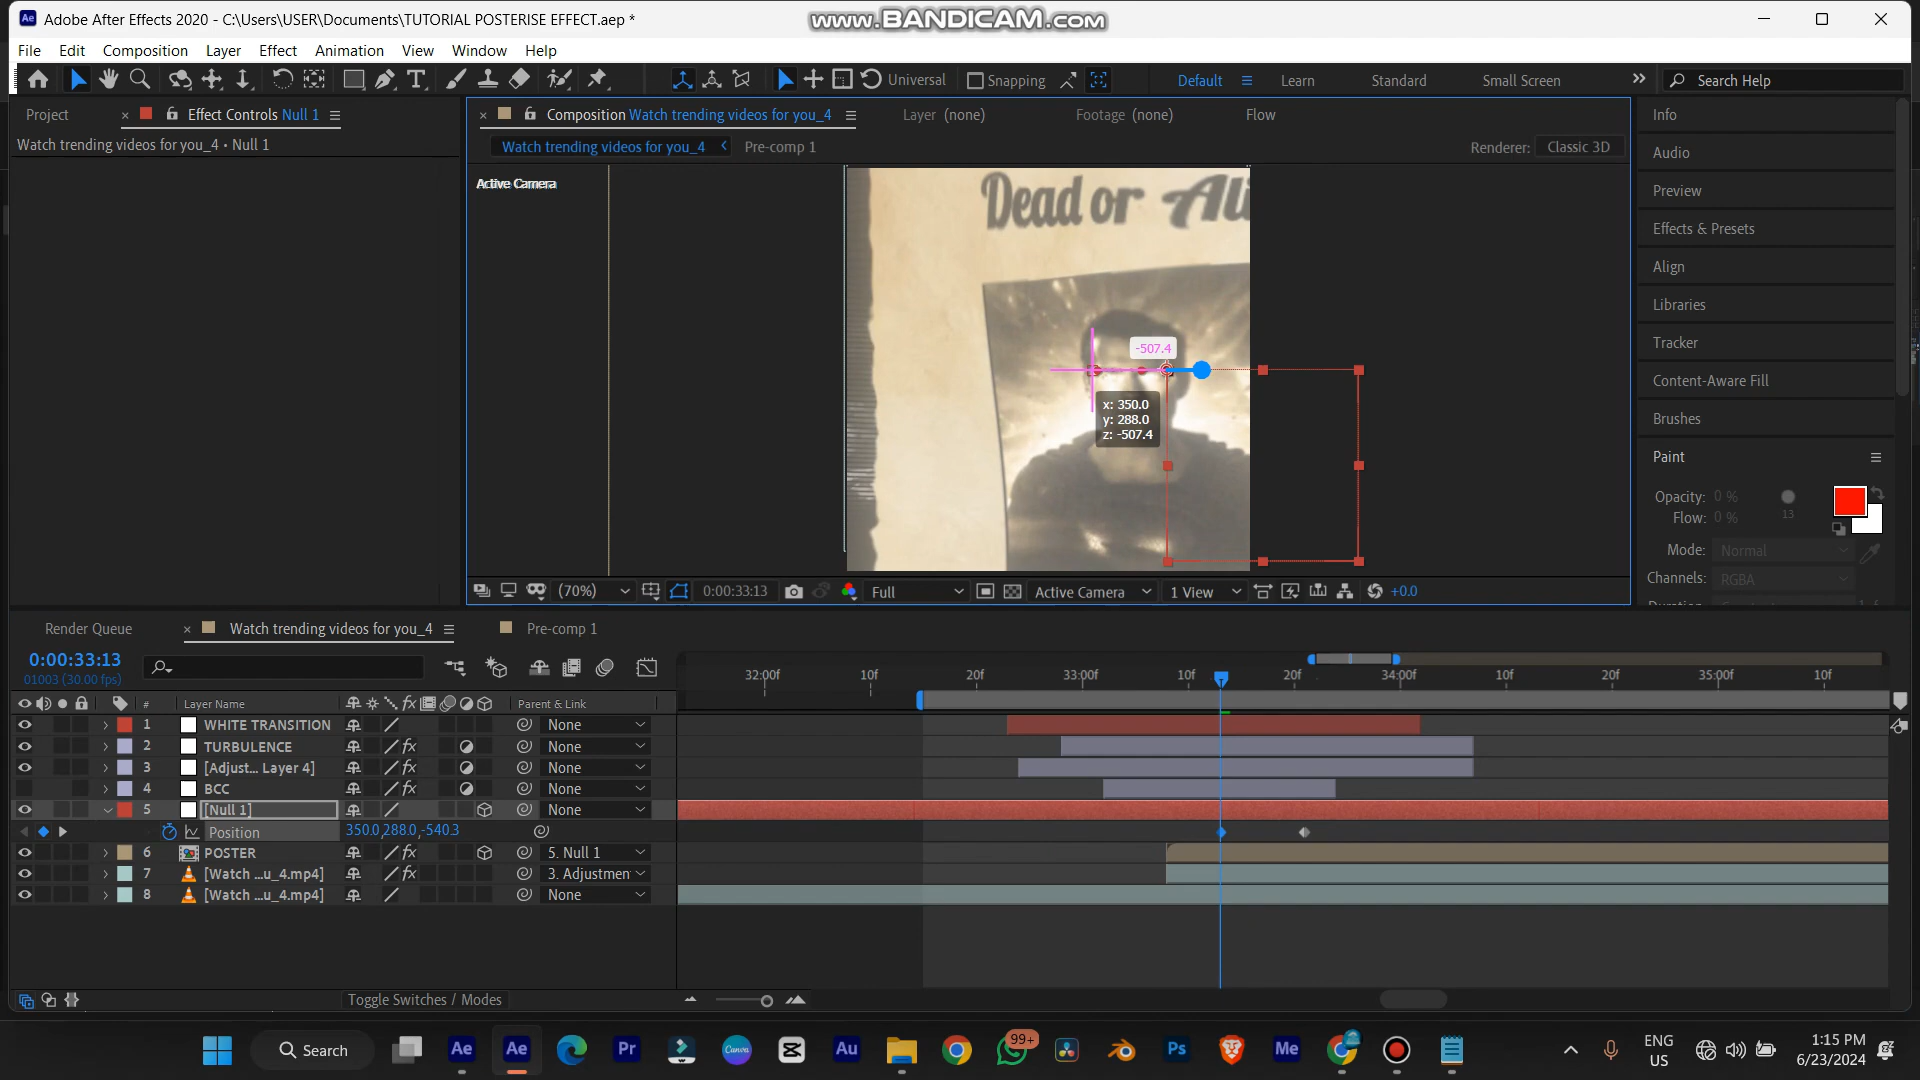 Adobe After Effects 2020 - C:\Users\USER\Documents\TUTORIAL POSTERISE EFFECT.aep *
www.BANDICAM.com
File Edit Composition Layer Effect Animation View Window Help
Universal Snapping Default Learn Standard Small Screen Search Help
Project Effect Controls Null 1
Watch trending videos for you_4 • Null 1
Composition Watch trending videos for you_4 Layer (none) Footage (none) Flow
Watch trending videos for you_4 Pre-comp 1 Renderer: Classic 3D
Active Camera
Dead or Ali
-507.4
x: 350.0
y: 288.0
z: -507.4
(70%) 0:00:33:13 Full Active Camera 1 View +0.0
Info
Audio
Preview
Effects & Presets
Align
Libraries
Tracker
Content-Aware Fill
Brushes
Paint
Opacity: 0 %
Flow: 0 % 13
Mode: Normal
Channels: RGBA
Render Queue Watch trending videos for you_4 Pre-comp 1
0:00:33:13
01003 (30.00 fps)
32:00f 10f 20f 33:00f 10f 20f 34:00f 10f 20f 35:00f 10f
# Layer Name Parent & Link
1 WHITE TRANSITION None
2 TURBULENCE None
3 [Adjust... Layer 4] None
4 BCC None
5 [Null 1] None
Position 350.0,288.0,-540.3
6 POSTER 5. Null 1
7 [Watch ...u_4.mp4] 3. Adjustmen
8 [Watch ...u_4.mp4] None
Toggle Switches / Modes
Search 99+ ENG US 1:15 PM 6/23/2024